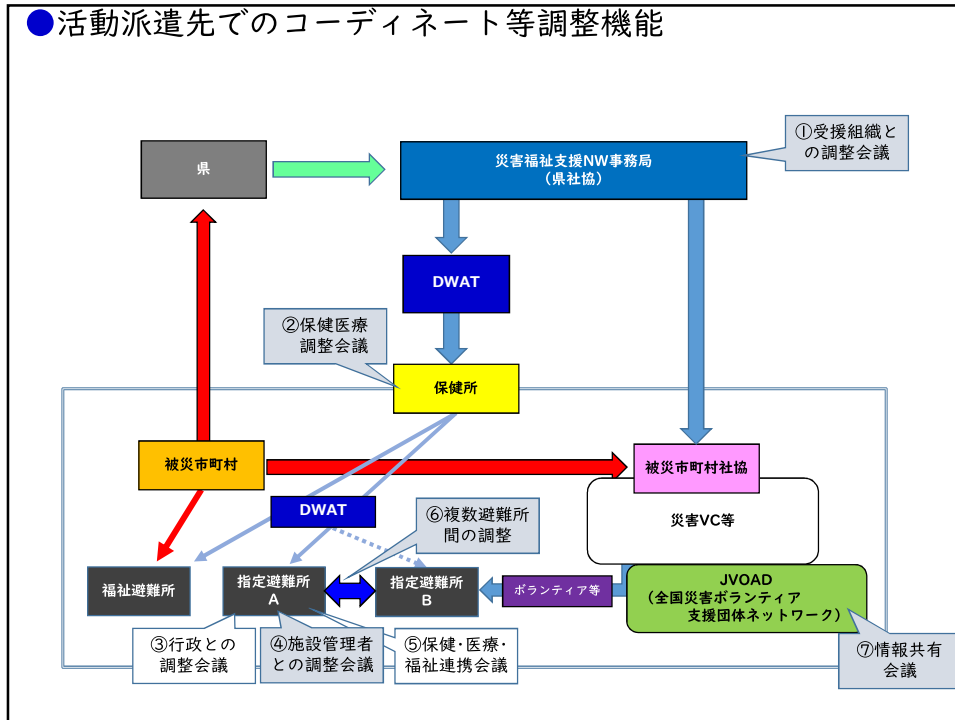 ●活動派遣先でのコーディネート等調整機能
①受援組織と
の調整会議
県
災害福祉支援NW事務局
（県社協）
DWAT
②保健医療
調整会議
保健所
被災市町村
被災市町村社協
DWAT
⑥複数避難所
間の調整
災害VC等
福祉避難所
指定避難所
A
指定避難所
B
ボランティア等
JVOAD
（全国災害ボランティア
支援団体ネットワーク）
③行政との
調整会議
④施設管理者
との調整会議
⑤保健・医療・
福祉連携会議
⑦情報共有
会議